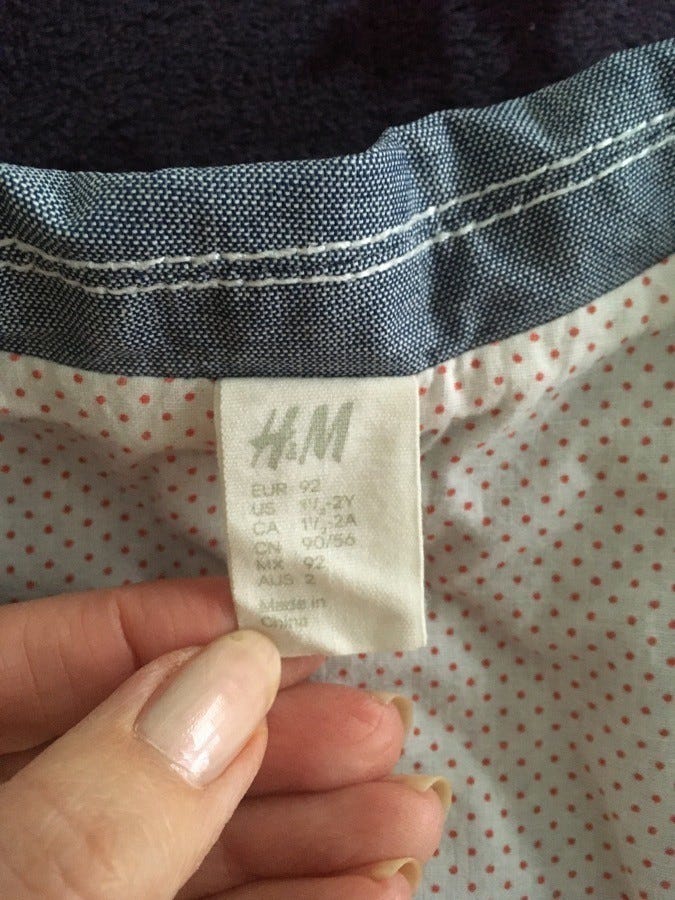 H&M
EUR 92
US 1½-2Y
CA 1½-2A
CN 90/56
MX 92
AUS 2
Made in
China